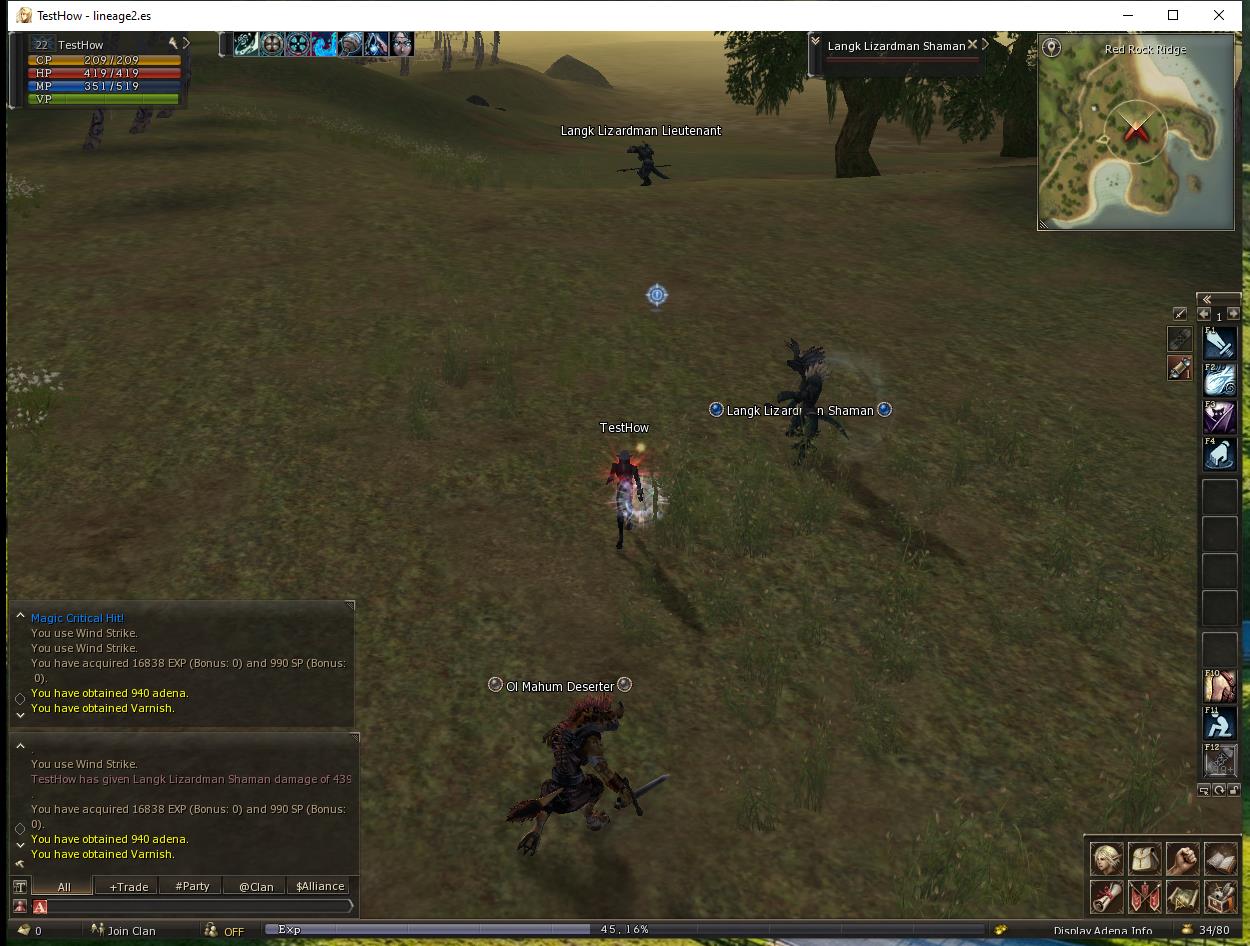 TestHow - lineage2.es
22 TestHow
CP 209/209
HP 419/419
MP 351/519
VP
Langk Lizardman Shaman
Red Rock Ridge
Langk Lizardman Lieutenant
1
F1
F2
F3
F4
Langk Lizardman Shaman
TestHow
Magic Critical Hit!
You use Wind Strike.
You use Wind Strike.
You have acquired 16838 EXP (Bonus: 0) and 990 SP (Bonus:
0).
You have obtained 940 adena.
You have obtained Varnish.
Ol Mahum Deserter
F10
F11
F12
.
You use Wind Strike.
TestHow has given Langk Lizardman Shaman damage of 439
.
You have acquired 16838 EXP (Bonus: 0) and 990 SP (Bonus:
0).
You have obtained 940 adena.
You have obtained Varnish.
All +Trade #Party @Clan $Alliance
A
0 Join Clan OFF Exp 45.16% Display Adena Info 34/80